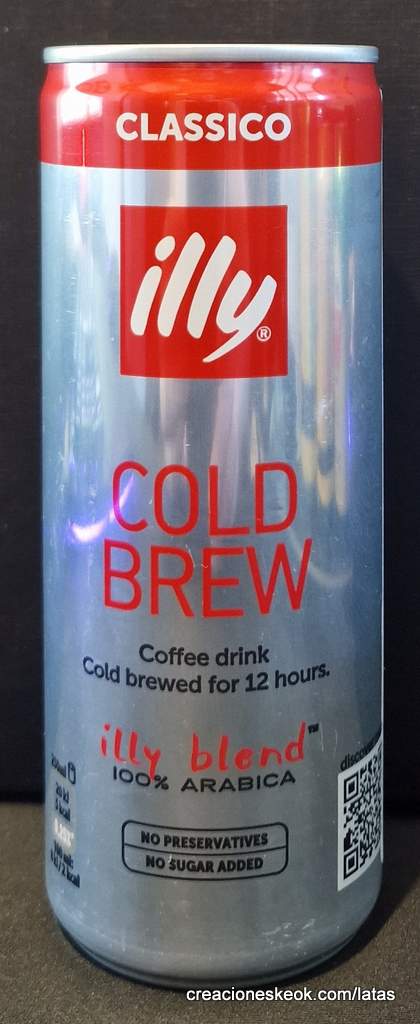 CLASSICO
illy®
COLD
BREW
Coffee drink
Cold brewed for 12 hours.
illy blend™
100% ARABICA
NO PRESERVATIVES
NO SUGAR ADDED
creacioneskeok.com/latas